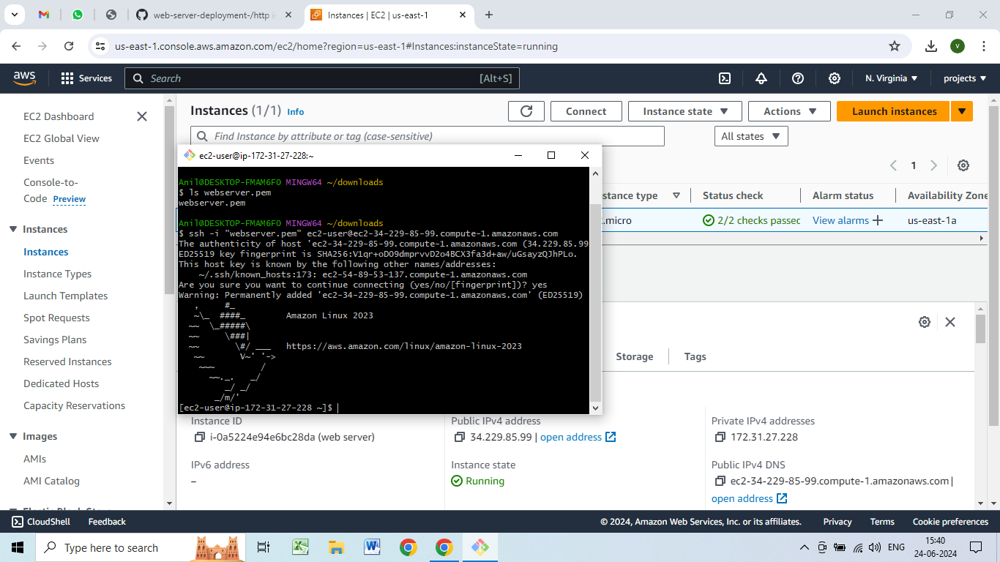 web-server-deployment-/http i
Instances | EC2 | us-east-1
us-east-1.console.aws.amazon.com/ec2/home?region=us-east-1#Instances:instanceState=running
V
aws
Services
Search
[Alt+S]
N. Virginia
projects
EC2 Dashboard
EC2 Global View
Events
Console-to-
Code Preview
Instances
Instances
Instance Types
Launch Templates
Spot Requests
Savings Plans
Reserved Instances
Dedicated Hosts
Capacity Reservations
Images
AMIs
AMI Catalog
Instances (1/1) Info
Connect
Instance state
Actions
Launch instances
Find Instance by attribute or tag (case-sensitive)
All states
1
stance type
Status check
Alarm status
Availability Zone
.micro
2/2 checks passec
View alarms
us-east-1a
ec2-user@ip-172-31-27-228:~
Anil@DESKTOP-FMAM6FO MINGW64 ~/downloads
$ ls webserver.pem
webserver.pem
Anil@DESKTOP-FMAM6FO MINGW64 ~/downloads
$ ssh -i "webserver.pem" ec2-user@ec2-34-229-85-99.compute-1.amazonaws.com
The authenticity of host 'ec2-34-229-85-99.compute-1.amazonaws.com (34.229.85.99
ED25519 key fingerprint is SHA256:V1qr+oDO9dmprvvD2o4BCX3fa3d+aw/uGsayzQJhPLo.
This host key is known by the following other names/addresses:
~/.ssh/known_hosts:173: ec2-54-89-53-137.compute-1.amazonaws.com
Are you sure you want to continue connecting (yes/no/[fingerprint])? yes
Warning: Permanently added 'ec2-34-229-85-99.compute-1.amazonaws.com' (ED25519)
   ,     #_
   ~\_  ####_        Amazon Linux 2023
  ~~  \_#####\
  ~~     \###|
  ~~       \#/ ___   https://aws.amazon.com/linux/amazon-linux-2023
   ~~       V~' '->
    ~~~         /
      ~~._.   _/
         _/ _/
       _/m/'
[ec2-user@ip-172-31-27-228 ~]$
Storage
Tags
Instance ID
i-0a5224e94e6bc28da (web server)
Public IPv4 address
34.229.85.99 | open address
Private IPv4 addresses
172.31.27.228
IPv6 address
–
Instance state
Running
Public IPv4 DNS
ec2-34-229-85-99.compute-1.amazonaws.com |
open address
CloudShell
Feedback
© 2024, Amazon Web Services, Inc. or its affiliates.
Privacy
Terms
Cookie preferences
Type here to search
ENG
15:40
24-06-2024